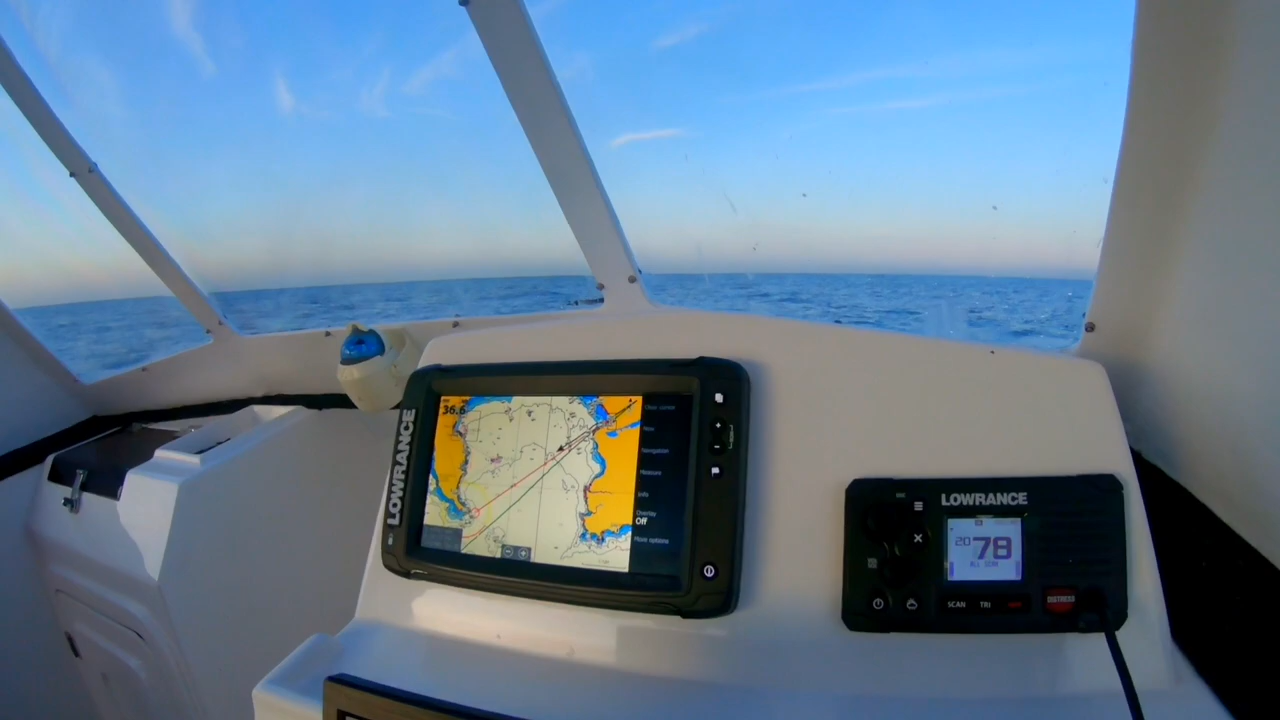 LOWRANCE
36.6
Clear cursor
New
Navigation
Measure
Info
Overlay
Off
More options
LOWRANCE
20 78
ALL SCAN
SCAN TRI
DISTRESS